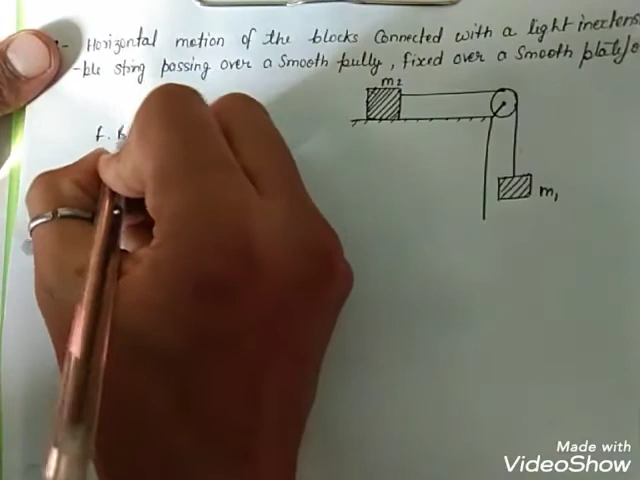 Horizontal motion of the blocks connected with a light inextensi
-ble sting passing over a smooth pully, fixed over a smooth platfo
m2
f. B
m1
Made with
VideoShow